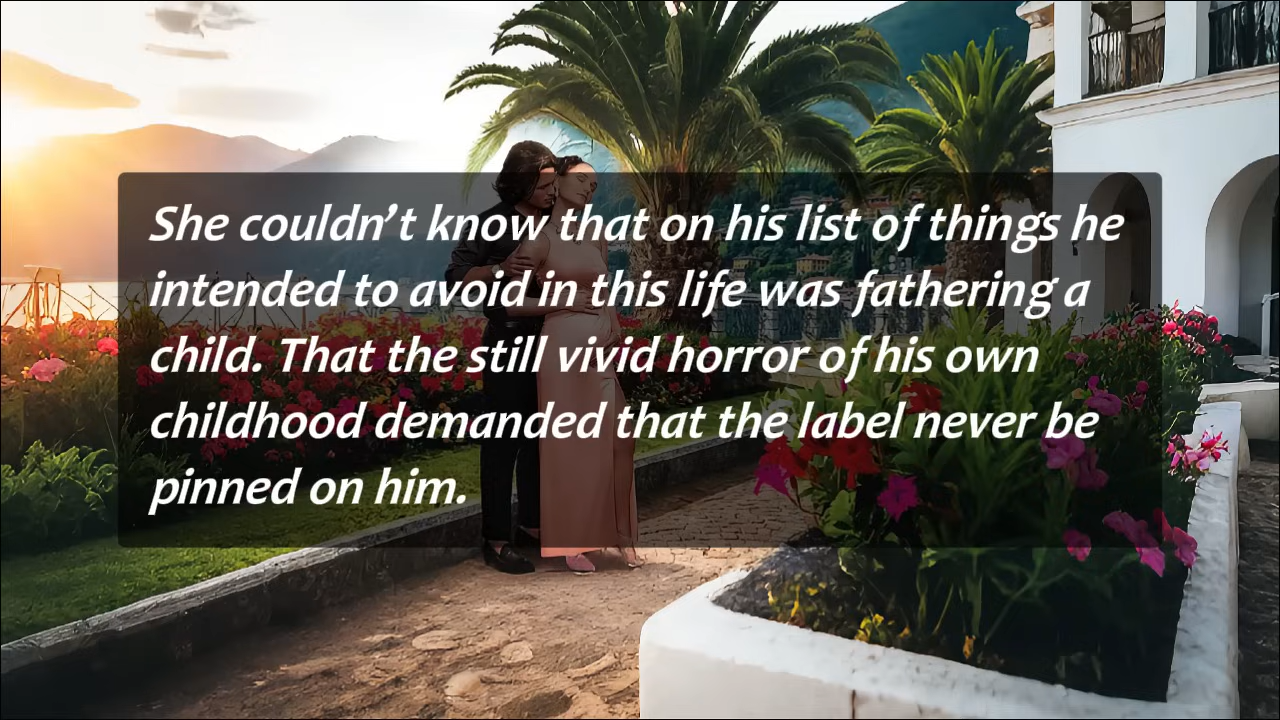 She couldn’t know that on his list of things he
intended to avoid in this life was fathering a
child. That the still vivid horror of his own
childhood demanded that the label never be
pinned on him.